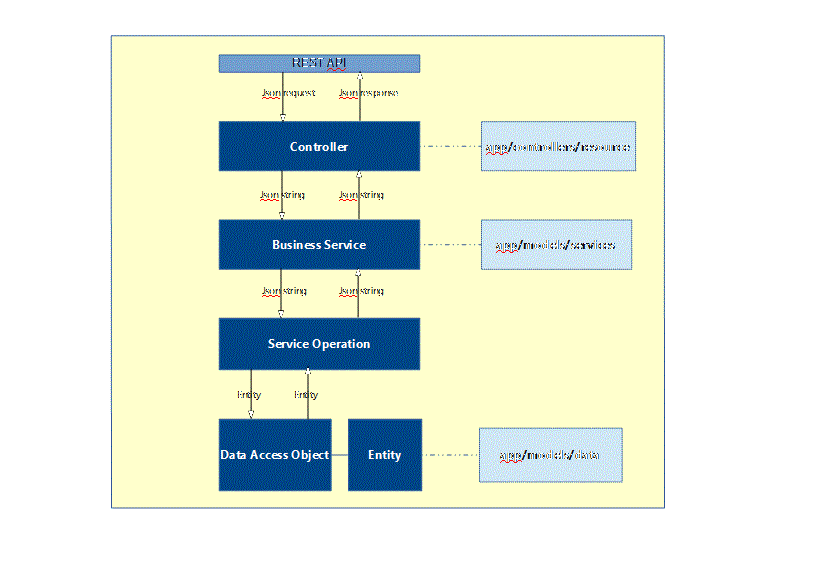 REST API
Json request
Json response
Controller
app/controllers/resource
Json string
Json string
Business Service
app/models/services
Json string
Json string
Service Operation
Entity
Entity
Data Access Object
Entity
app/models/data